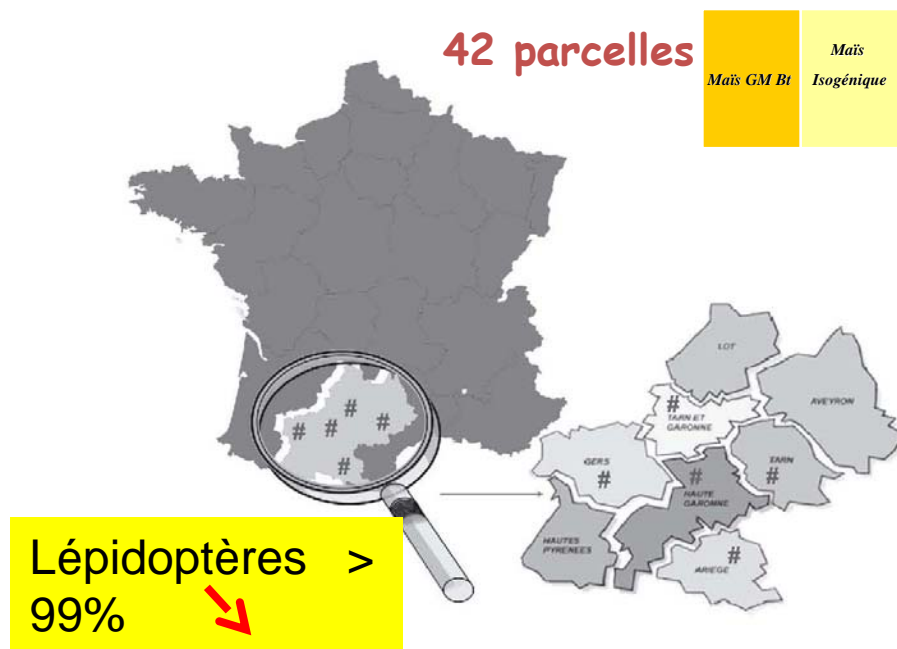 42 parcelles
Maïs GM Bt
Maïs
Isogénique
# # # # #
LOT
AVEYRON
#
TARN ET
GARONNE
GERS
#
TARN
#
#
HAUTE
GARONNE
HAUTES
PYRENEES
#
ARIEGE
Lépidoptères >
99%